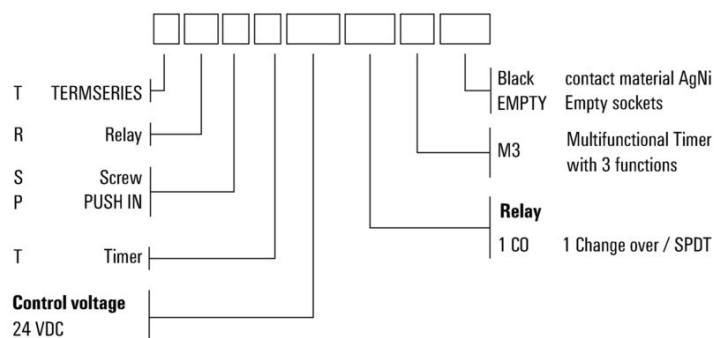 T TERMSERIES
R Relay
S Screw
P PUSH IN
T Timer
Control voltage
24 VDC
Black contact material AgNi
EMPTY Empty sockets
M3 Multifunctional Timer
with 3 functions
Relay
1 CO 1 Change over / SPDT